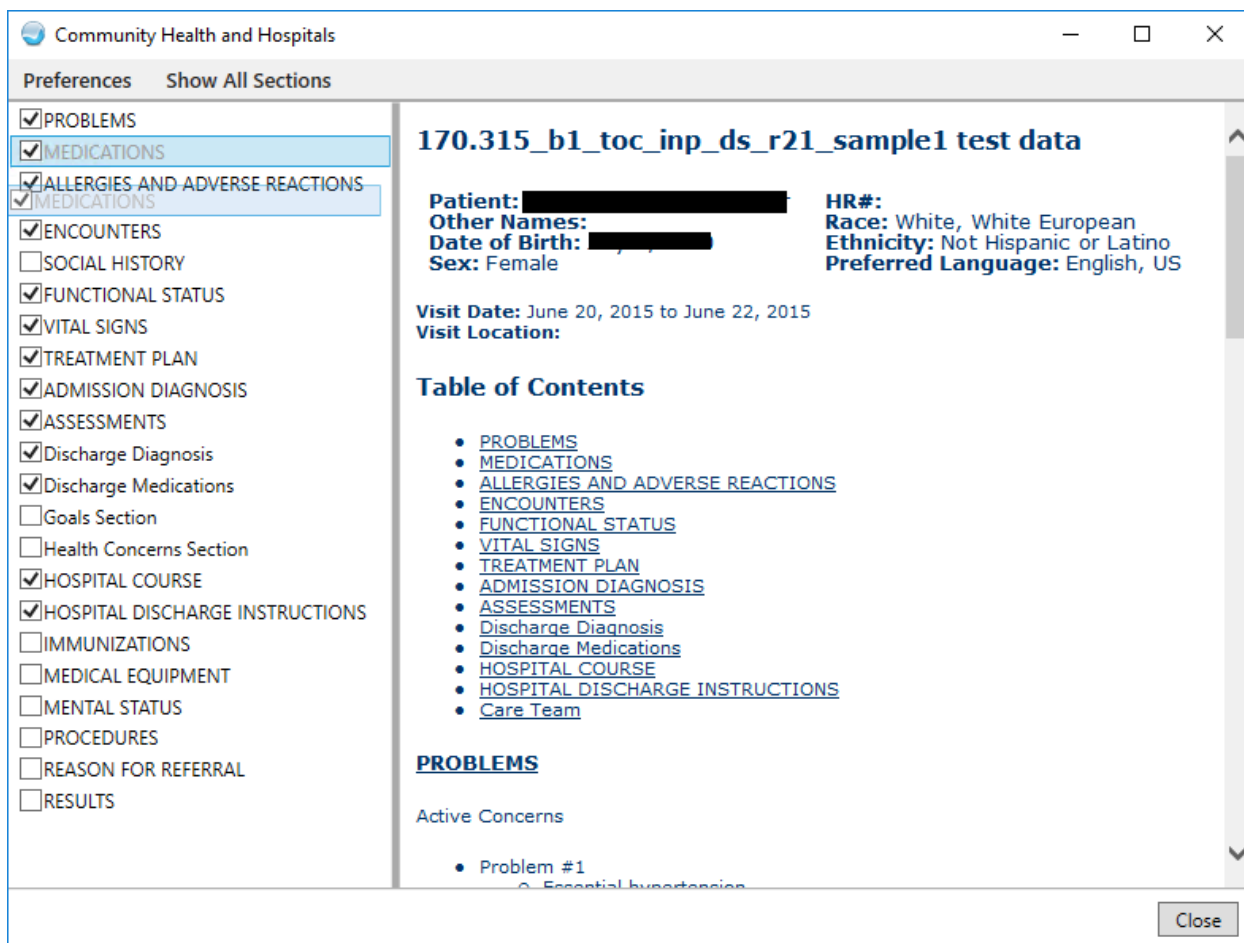 Community Health and Hospitals
Preferences Show All Sections
PROBLEMS
MEDICATIONS
ALLERGIES AND ADVERSE REACTIONS
MEDICATIONS
ENCOUNTERS
SOCIAL HISTORY
FUNCTIONAL STATUS
VITAL SIGNS
TREATMENT PLAN
ADMISSION DIAGNOSIS
ASSESSMENTS
Discharge Diagnosis
Discharge Medications
Goals Section
Health Concerns Section
HOSPITAL COURSE
HOSPITAL DISCHARGE INSTRUCTIONS
IMMUNIZATIONS
MEDICAL EQUIPMENT
MENTAL STATUS
PROCEDURES
REASON FOR REFERRAL
RESULTS
170.315_b1_toc_inp_ds_r21_sample1 test data
Patient: HR#:
Other Names: Race: White, White European
Date of Birth: Ethnicity: Not Hispanic or Latino
Sex: Female Preferred Language: English, US
Visit Date: June 20, 2015 to June 22, 2015
Visit Location:
Table of Contents
PROBLEMS
MEDICATIONS
ALLERGIES AND ADVERSE REACTIONS
ENCOUNTERS
FUNCTIONAL STATUS
VITAL SIGNS
TREATMENT PLAN
ADMISSION DIAGNOSIS
ASSESSMENTS
Discharge Diagnosis
Discharge Medications
HOSPITAL COURSE
HOSPITAL DISCHARGE INSTRUCTIONS
Care Team
PROBLEMS
Active Concerns
Problem #1
Essential hypertension
Close